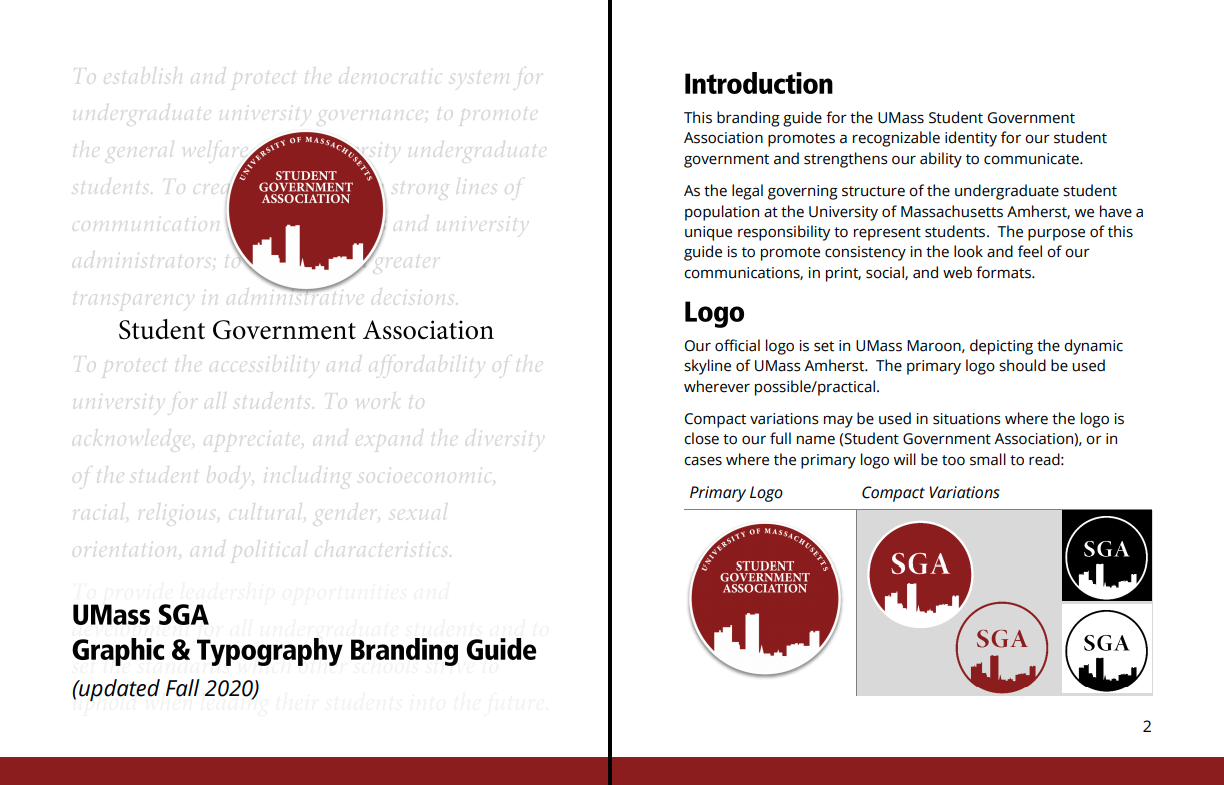 To establish and protect the democratic system for
undergraduate university governance; to promote
the general welfare rsity undergraduate
students. To crea strong lines of
communication and university
administrators; to greater
transparency in administrative decisions.
UNIVERSITY OF MASSACHUSETTS
STUDENT
GOVERNMENT
ASSOCIATION
Student Government Association
To protect the accessibility and affordability of the
university for all students. To work to
acknowledge, appreciate, and expand the diversity
of the student body, including socioeconomic,
racial, religious, cultural, gender, sexual
orientation, and political characteristics.
To provide leadership opportunities and
UMass SGA
development for all undergraduate students and to
Graphic & Typography Branding Guide
set the standards which other schools strive to
(updated Fall 2020)
uphold when leading their students into the future.
Introduction
This branding guide for the UMass Student Government
Association promotes a recognizable identity for our student
government and strengthens our ability to communicate.
As the legal governing structure of the undergraduate student
population at the University of Massachusetts Amherst, we have a
unique responsibility to represent students.  The purpose of this
guide is to promote consistency in the look and feel of our
communications, in print, social, and web formats.
Logo
Our official logo is set in UMass Maroon, depicting the dynamic
skyline of UMass Amherst.  The primary logo should be used
wherever possible/practical.
Compact variations may be used in situations where the logo is
close to our full name (Student Government Association), or in
cases where the primary logo will be too small to read:
Primary Logo Compact Variations
UNIVERSITY OF MASSACHUSETTS
STUDENT
GOVERNMENT
ASSOCIATION
SGA
SGA
SGA
SGA
2